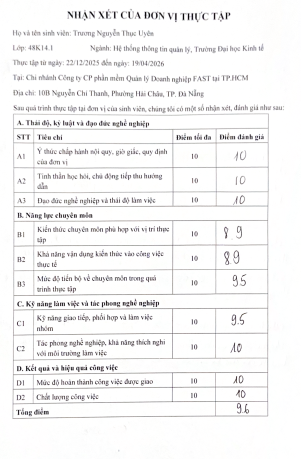 NHẬN XÉT CỦA ĐƠN VỊ THỰC TẬP
Họ và tên sinh viên: Trương Nguyễn Thục Uyên
Lớp: 48K14.1 Ngành: Hệ thống thông tin quản lý, Trường Đại học Kinh tế
Thực tập từ ngày: 22/12/2025 đến ngày: 19/04/2026
Tại: Chi nhánh Công ty CP phần mềm Quản lý Doanh nghiệp FAST tại TP.HCM
Địa chỉ: 10B Nguyễn Chí Thanh, Phường Hải Châu, TP. Đà Nẵng
Sau quá trình thực tập tại đơn vị của sinh viên, chúng tôi có một số nhận xét, đánh giá như sau:
A. Thái độ, kỷ luật và đạo đức nghề nghiệp
STT Tiêu chí Điểm tối đa Điểm đánh giá
A1 Ý thức chấp hành nội quy, giờ giấc, quy định
của đơn vị 10 10
A2 Tinh thần học hỏi, chủ động tiếp thu hướng
dẫn 10 10
A3 Đạo đức nghề nghiệp và thái độ làm việc 10 10
B. Năng lực chuyên môn
B1 Kiến thức chuyên môn phù hợp với vị trí thực
tập 10 8 9
B2 Khả năng vận dụng kiến thức vào công việc
thực tế 10 8.9
B3 Mức độ tiến bộ về chuyên môn trong quá
trình thực tập 10 9.5
C. Kỹ năng làm việc và tác phong nghề nghiệp
C1 Kỹ năng giao tiếp, phối hợp và làm việc
nhóm 10 9.5
C2 Tác phong nghề nghiệp, khả năng thích nghi
với môi trường làm việc 10 10
D. Kết quả và hiệu quả công việc
D1 Mức độ hoàn thành công việc được giao 10 10
D2 Chất lượng công việc 10 10
Tổng điểm 9.6